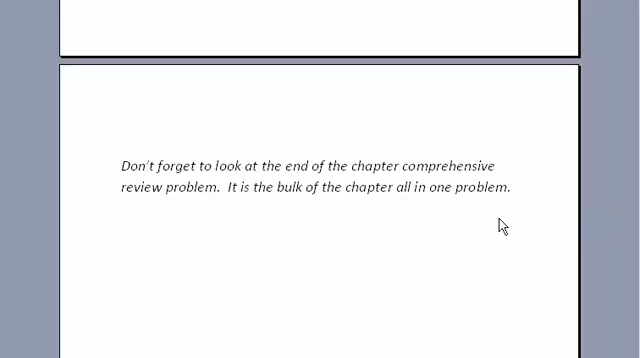 Don't forget to look at the end of the chapter comprehensive
review problem.  It is the bulk of the chapter all in one problem.